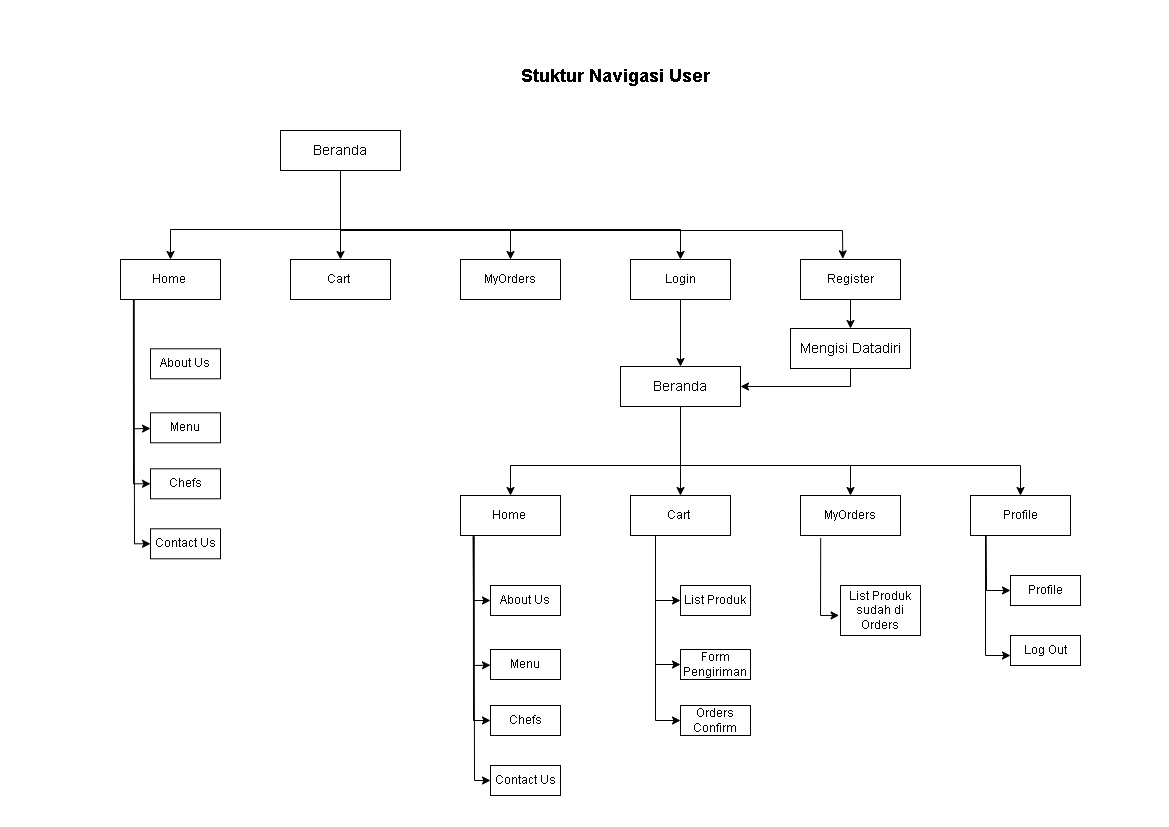 Stuktur Navigasi User
Beranda
Home
Cart
MyOrders
Login
Register
Mengisi Datadiri
About Us
Beranda
Menu
Chefs
Contact Us
Home
Cart
MyOrders
Profile
About Us
List Produk
List Produk
sudah di
Orders
Profile
Menu
Form
Pengiriman
Log Out
Chefs
Orders
Confirm
Contact Us